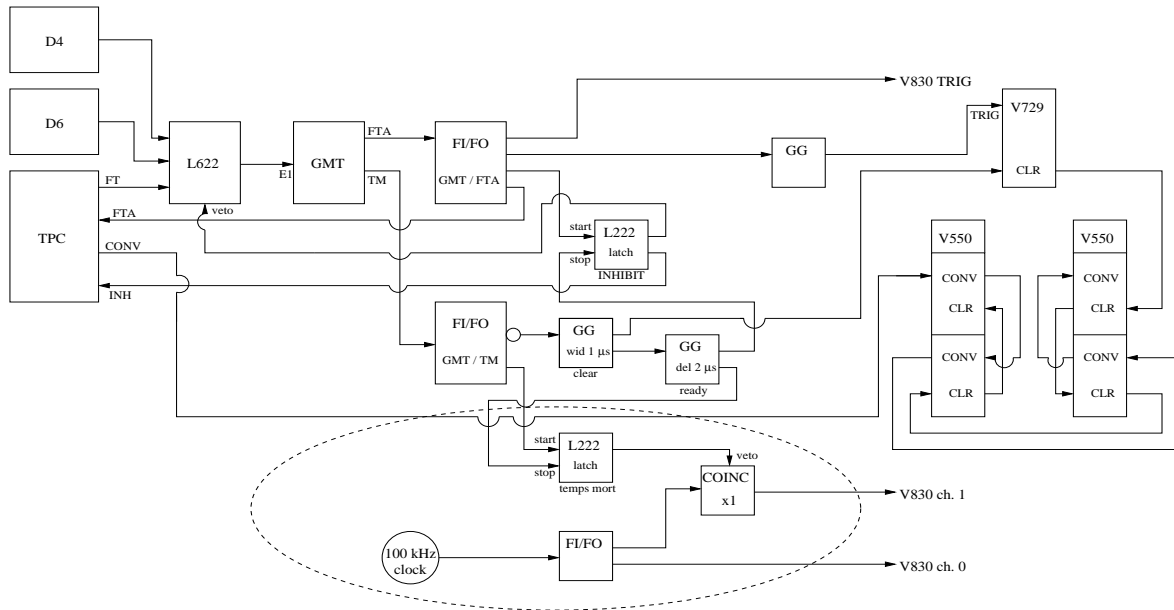 D4
V830 TRIG
D6
V729
TRIG
CLR
FTA
FI/FO
GMT / FTA
L622
GMT
E1
TM
GG
FT
veto
FTA
TPC
CONV
INH
start
L222
stop
latch
INHIBIT
V550
V550
CONV
CONV
CLR
CLR
CONV
CONV
CLR
CLR
FI/FO
GMT / TM
GG
wid 1 μs
clear
GG
del 2 μs
ready
start
L222
stop
latch
temps mort
veto
COINC
x1
V830 ch. 1
100 kHz
clock
FI/FO
V830 ch. 0